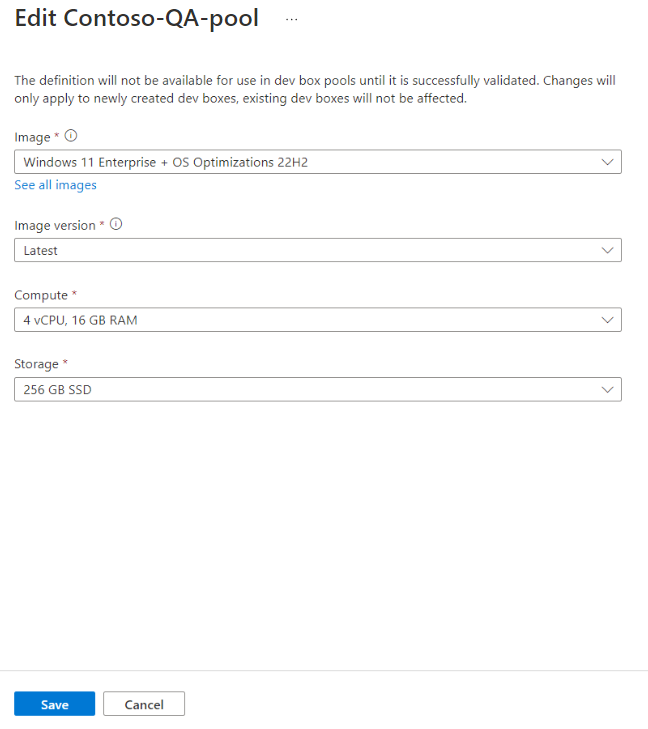 Edit Contoso-QA-pool ...
The definition will not be available for use in dev box pools until it is successfully validated. Changes will
only apply to newly created dev boxes, existing dev boxes will not be affected.
Image *
Windows 11 Enterprise + OS Optimizations 22H2
See all images
Image version *
Latest
Compute *
4 vCPU, 16 GB RAM
Storage *
256 GB SSD
Save Cancel